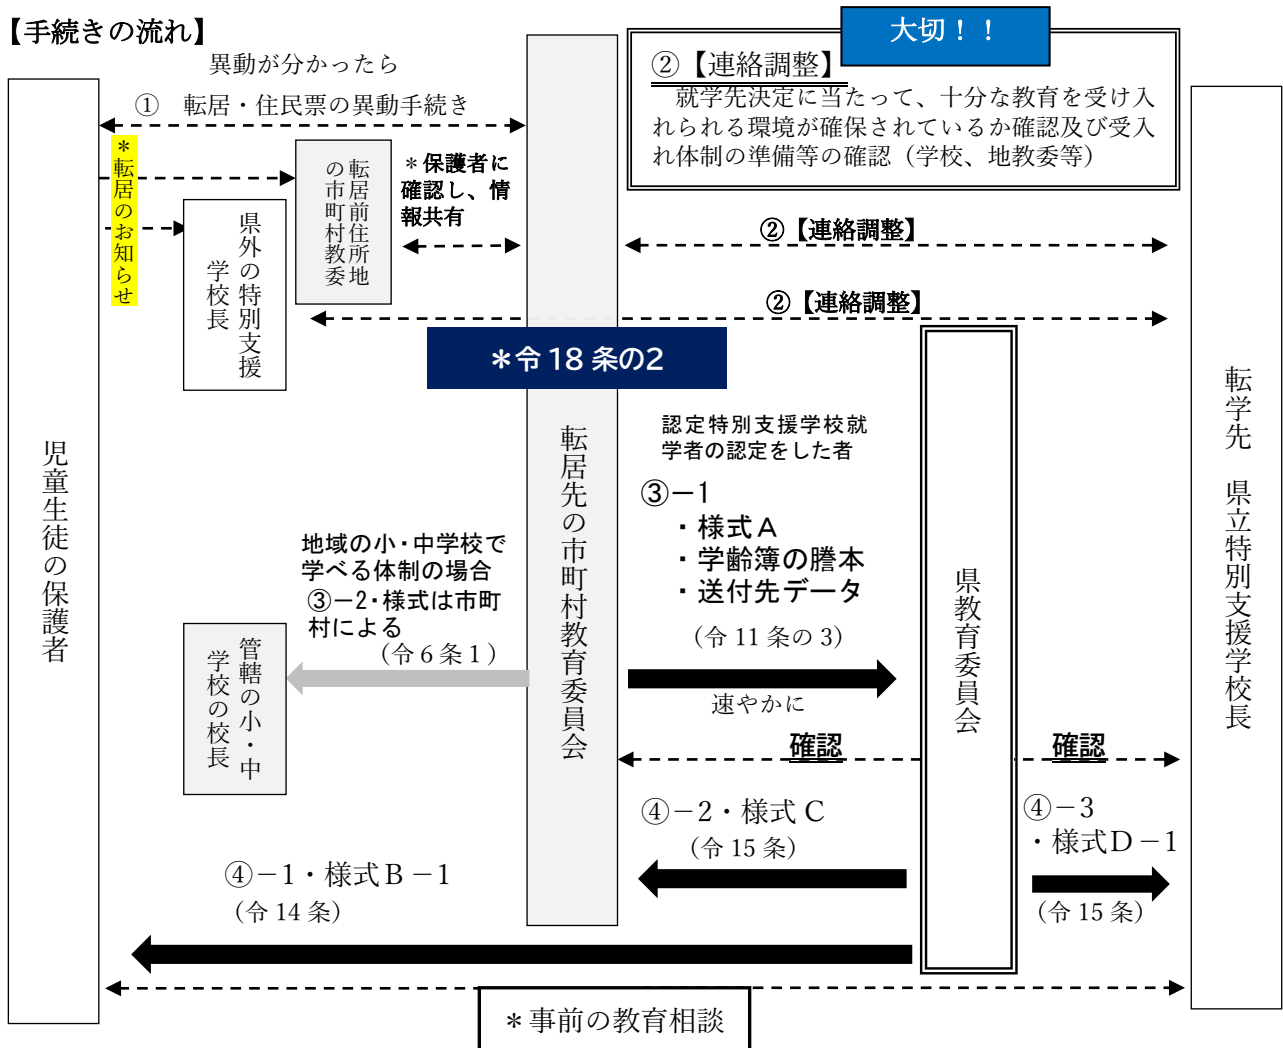 【手続きの流れ】
異動が分かったら
① 転居・住民票の異動手続き
大切！！
②【連絡調整】
就学先決定に当たって、十分な教育を受け入
れられる環境が確保されているか確認及び受入
れ体制の準備等の確認（学校、地教委等）
＊転居のお知らせ
転居前住所地
の市町村教委
＊保護者に
確認し、情
報共有
県外の特別支援
学校長
②【連絡調整】
②【連絡調整】
＊令18条の2
児童生徒の保護者
転居先の市町村教育委員会
県教育委員会
転学先　県立特別支援学校長
認定特別支援学校就
学者の認定をした者
③－1
・様式A
・学齢簿の謄本
・送付先データ
（令11条の3）
速やかに
地域の小・中学校で
学べる体制の場合
③－2・様式は市町
村による
（令6条1）
管轄の小・中
学校の校長
確認
確認
④－2・様式C
（令15条）
④－3
・様式D－1
（令15条）
④－1・様式B－1
（令14条）
＊事前の教育相談